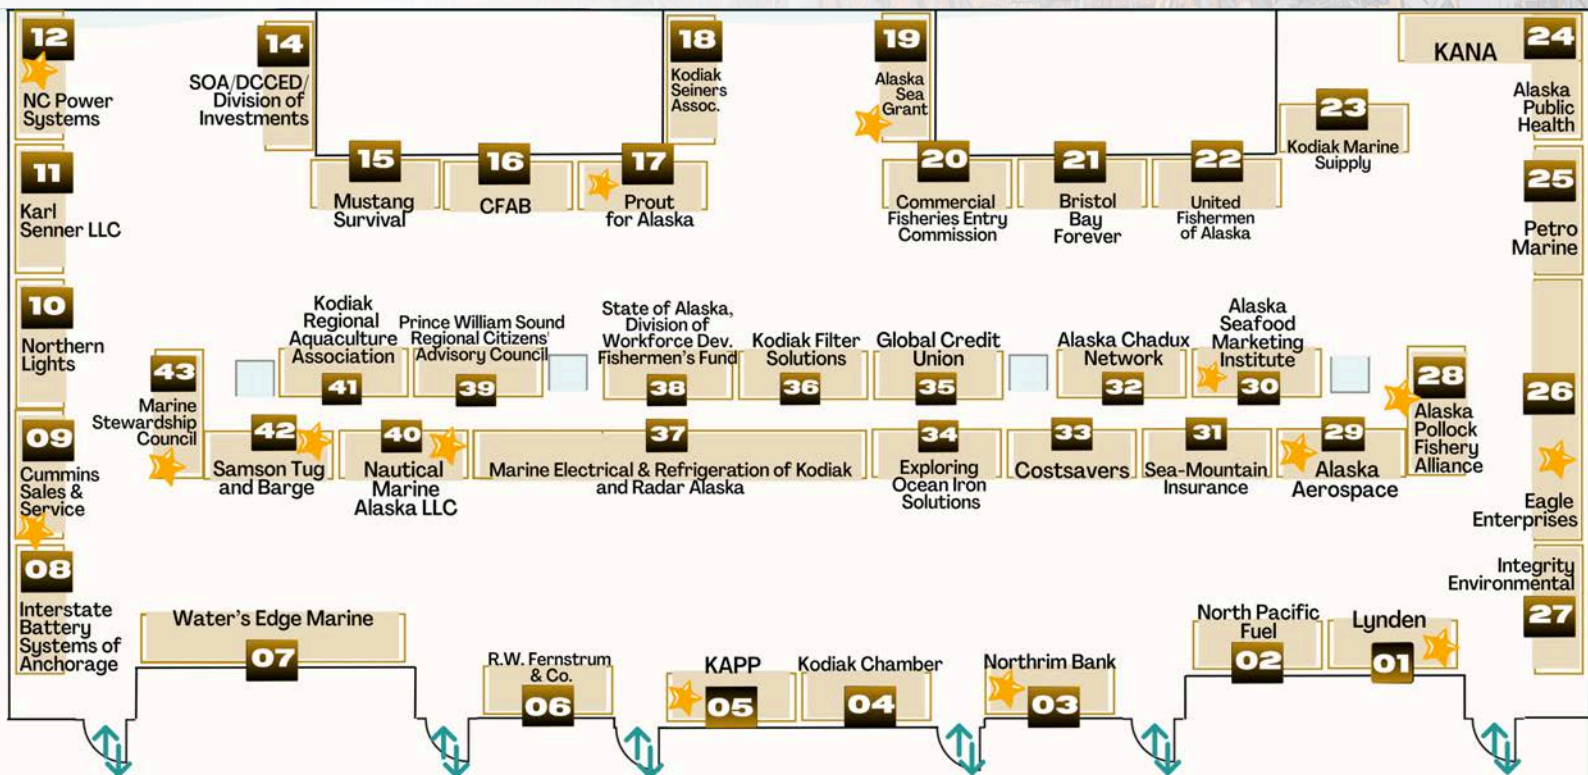 12
NC Power
Systems
14
SOA/DCCED/
Division of
Investments
15
Mustang
Survival
16
CFAB
17
Prout
for Alaska
18
Kodiak
Seiners
Assoc.
19
Alaska
Sea
Grant
20
Commercial
Fisheries Entry
Commission
21
Bristol
Bay
Forever
22
United
Fishermen
of Alaska
23
Kodiak Marine
Suipply
KANA
24
Alaska
Public
Health
11
Karl
Senner LLC
25
Petro
Marine
10
Northern
Lights
Kodiak
Regional
Aquaculture
Association
41
Prince William Sound
Regional Citizens'
Advisory Council
39
State of Alaska,
Division of
Workforce Dev.
Fishermen's Fund
38
Kodiak Filter
Solutions
36
Global Credit
Union
35
Alaska Chadux
Network
32
Alaska
Seafood
Marketing
Institute
30
28
Alaska
Pollock
Fishery
Alliance
26
Eagle
Enterprises
43
Marine
Stewardship
Council
09
Cummins
Sales &
Service
42
Samson Tug
and Barge
40
Nautical
Marine
Alaska LLC
37
Marine Electrical & Refrigeration of Kodiak
and Radar Alaska
34
Exploring
Ocean Iron
Solutions
33
Costsavers
31
Sea-Mountain
Insurance
29
Alaska
Aerospace
08
Interstate
Battery
Systems of
Anchorage
Integrity
Environmental
27
Water's Edge Marine
07
R.W. Fernstrum
& Co.
06
KAPP
05
Kodiak Chamber
04
Northrim Bank
03
North Pacific
Fuel
02
Lynden
01